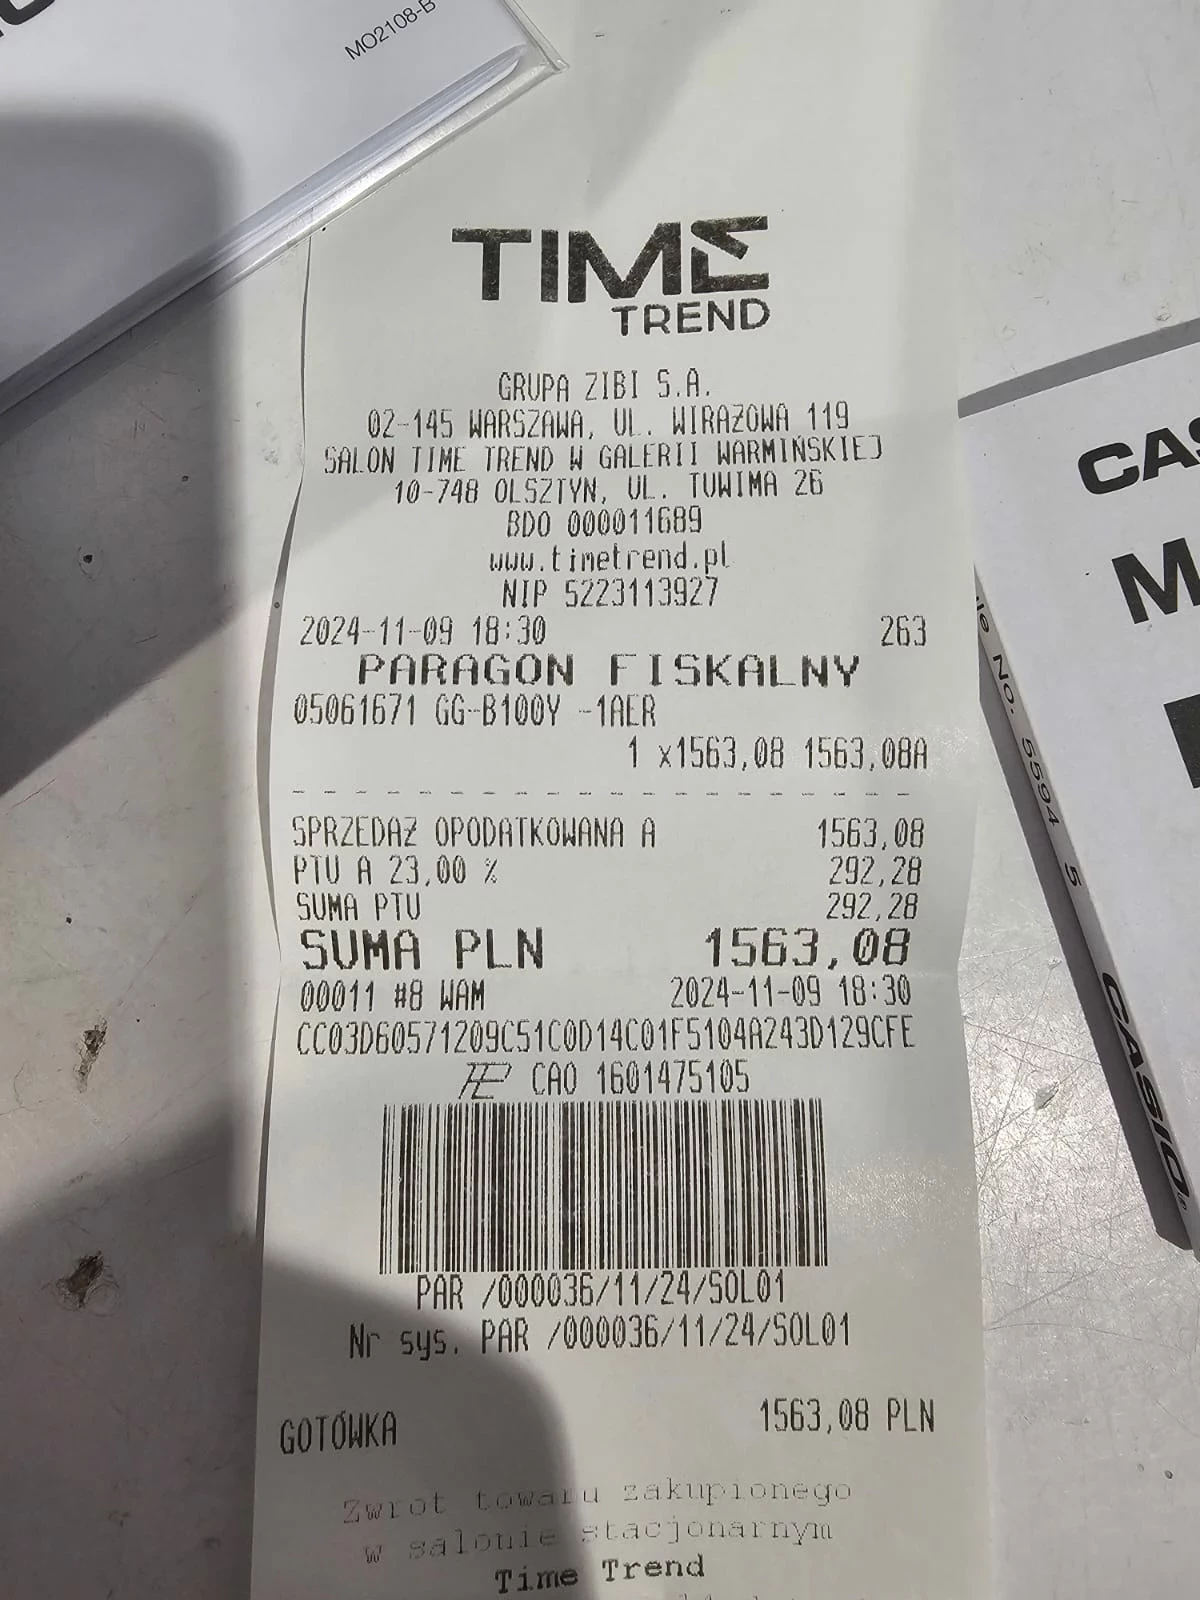 MO2108-B
TIME
TREND
GRUPA ZIBI S.A.
02-145 WARSZAWA, UL. WIRAŻOWA 119
SALON TIME TREND W GALERII WARMIŃSKIEJ
10-748 OLSZTYN, UL. TUWIMA 26
BDO 000011689
www.timetrend.pl
NIP 5223113927
2024-11-09 18:30 263
PARAGON FISKALNY
05061671 GG-B100Y -1AER
1 x1563,08 1563,08A
SPRZEDAŻ OPODATKOWANA A 1563,08
PTU A 23,00 % 292,28
SUMA PTU 292,28
SUMA PLN 1563,08
00011 #8 WAM 2024-11-09 18:30
CC03D60571209C51C0D14C01F5104A243D129CFE
CAO 1601475105
PAR /000036/11/24/SOL01
Nr sys. PAR /000036/11/24/SOL01
GOTÓWKA 1563,08 PLN
Zwrot towaru zakupionego
w salonie stacjonarnym
Time Trend
No. 5594 5
CASIO